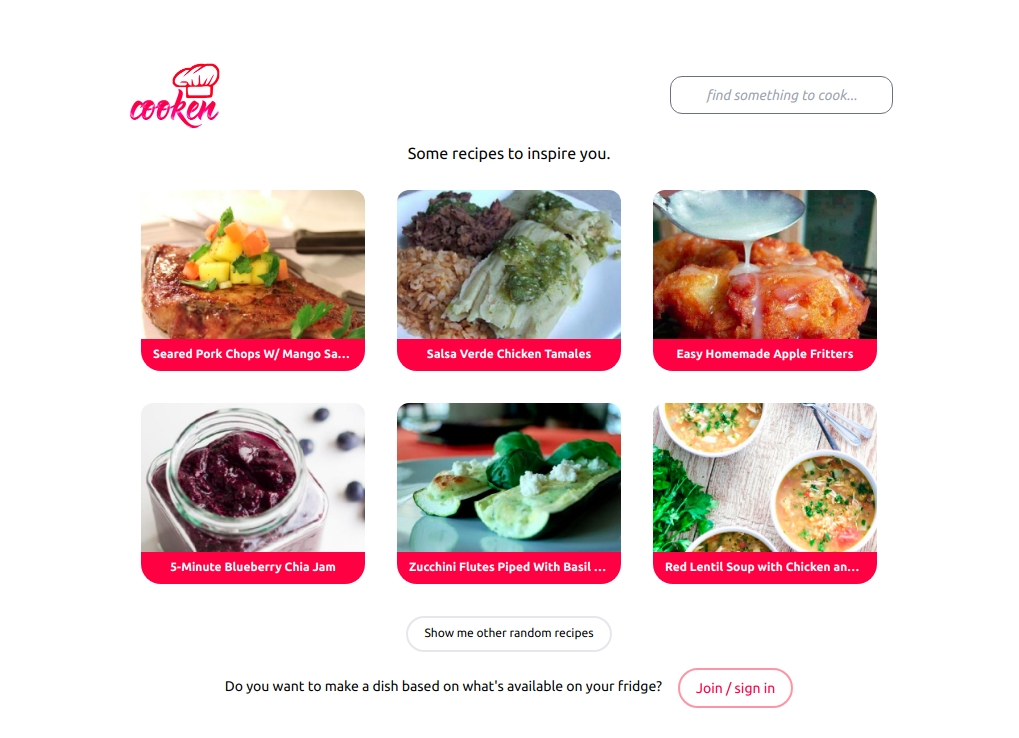 cooken
find something to cook...
Some recipes to inspire you.
Seared Pork Chops W/ Mango Sa...
Salsa Verde Chicken Tamales
Easy Homemade Apple Fritters
5-Minute Blueberry Chia Jam
Zucchini Flutes Piped With Basil ...
Red Lentil Soup with Chicken an...
Show me other random recipes
Do you want to make a dish based on what's available on your fridge?
Join / sign in